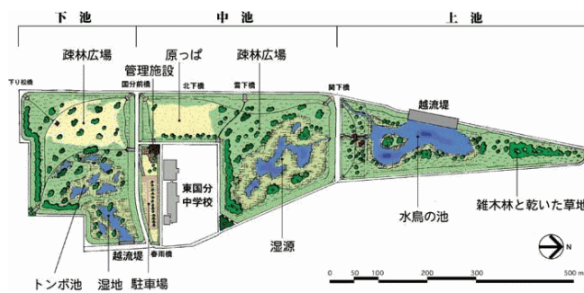 下 池
中 池
上 池
疎林広場
管理施設
原っぱ
疎林広場
下り松橋
国分前橋
北下橋
雷下橋
閑下橋
越流堤
東国分
中学校
湿源
水鳥の池
雑木林と乾いた草地
春雨橋
越流堤
トンボ池
湿地
駐車場
N
0 50 100 200 300 500 m